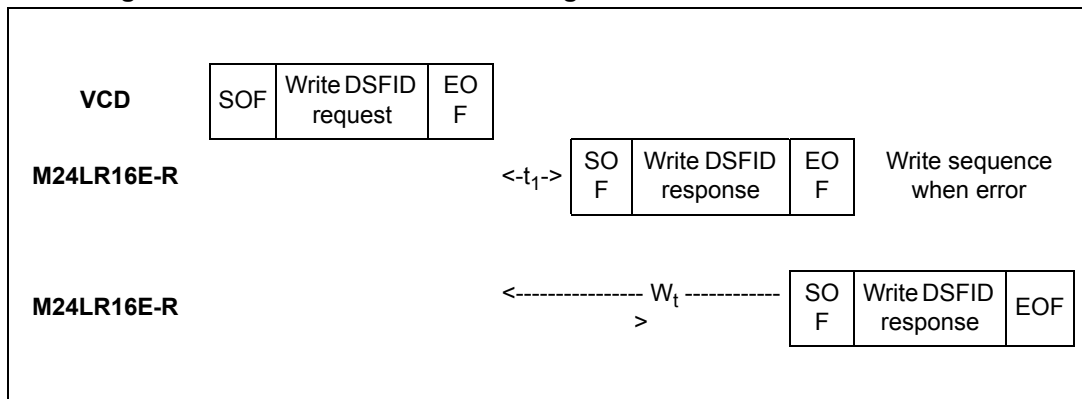 VCD SOF Write DSFID request EO F
M24LR16E-R <-t1-> SO F Write DSFID response EO F Write sequence when error
M24LR16E-R <---------------- Wt ------------> SO F Write DSFID response EOF